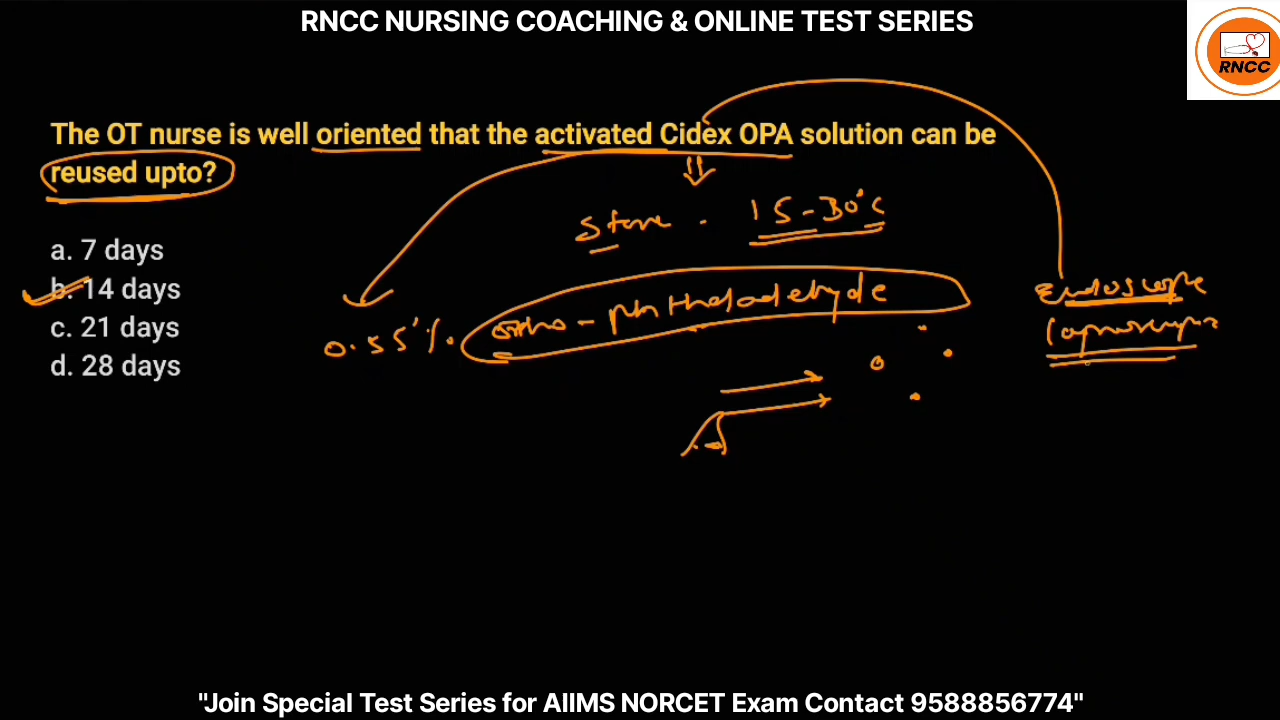 RNCC NURSING COACHING & ONLINE TEST SERIES
RNCC
The OT nurse is well oriented that the activated Cidex OPA solution can be
reused upto?
Store . 15-30°C
a. 7 days
b. 14 days
c. 21 days
d. 28 days
0.55%. ortho-phthaladehyde
Endoscope
"Join Special Test Series for AIIMS NORCET Exam Contact 9588856774"